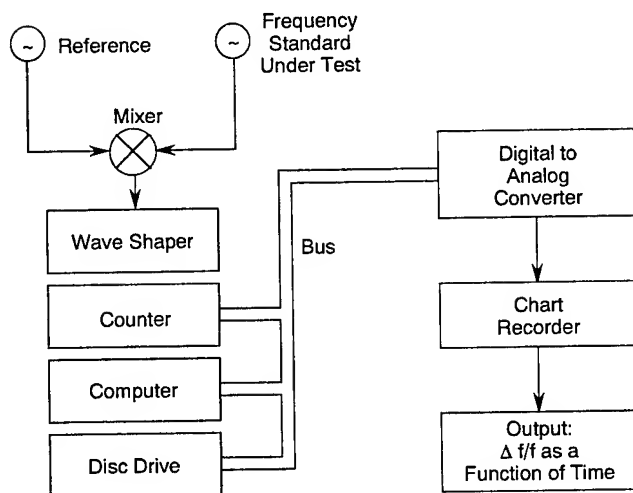 ~
Reference
~
Frequency
Standard
Under Test
Mixer
Wave Shaper
Counter
Computer
Disc Drive
Bus
Digital to
Analog
Converter
Chart
Recorder
Output:
Δ f/f as a
Function of Time